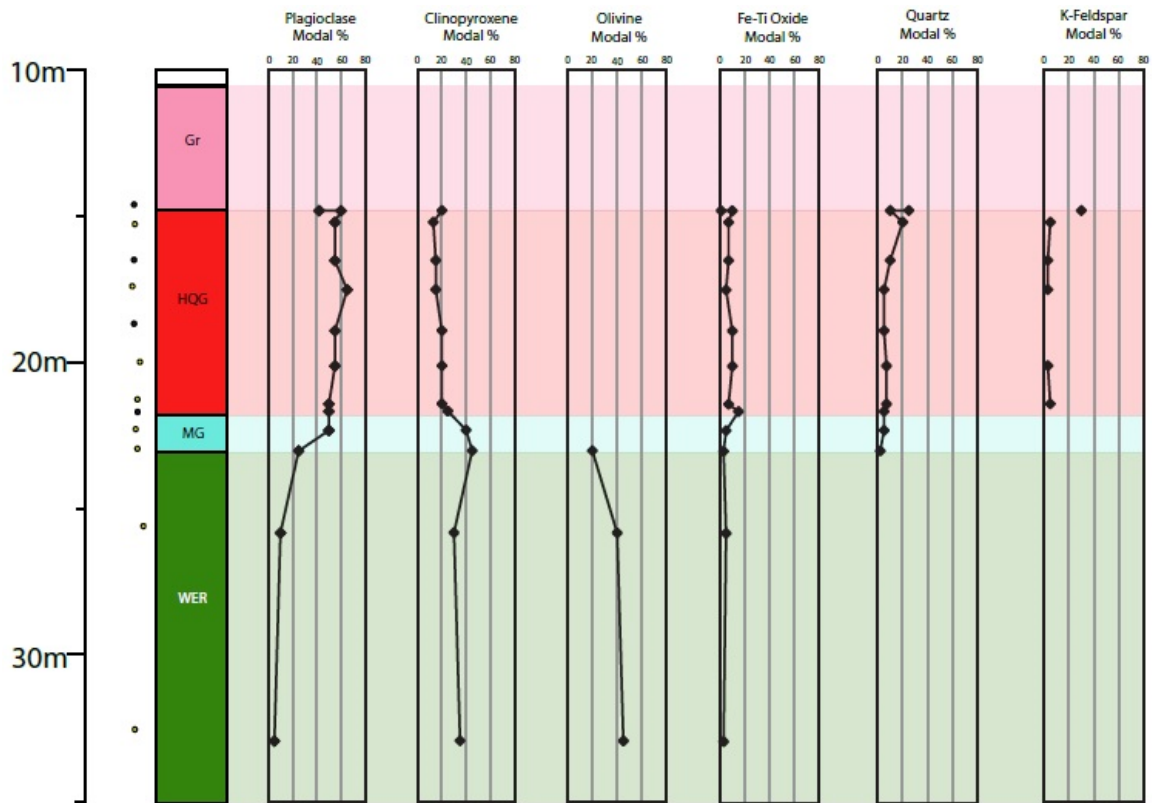 Plagioclase
Modal %
Clinopyroxene
Modal %
Olivine
Modal %
Fe-Ti Oxide
Modal %
Quartz
Modal %
K-Feldspar
Modal %
0 20 40 60 80
0 20 40 60 80
0 20 40 60 80
0 20 40 60 80
0 20 40 60 80
0 20 40 60 80
10m
Gr
HQG
20m
MG
WER
30m